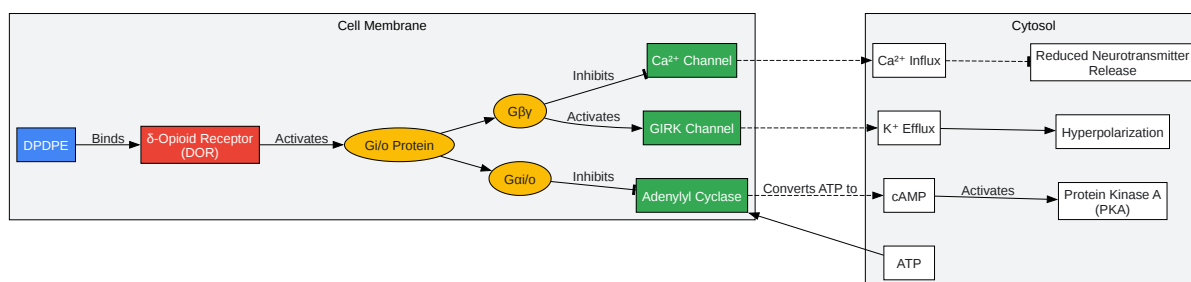 Cell Membrane
Cytosol
DPDPE
Binds
δ-Opioid Receptor
(DOR)
Activates
Gi/o Protein
Gβγ
Gαi/o
Inhibits
Activates
Inhibits
Ca²⁺ Channel
GIRK Channel
Adenylyl Cyclase
Converts ATP to
Ca²⁺ Influx
K⁺ Efflux
cAMP
ATP
Activates
Reduced Neurotransmitter
Release
Hyperpolarization
Protein Kinase A
(PKA)